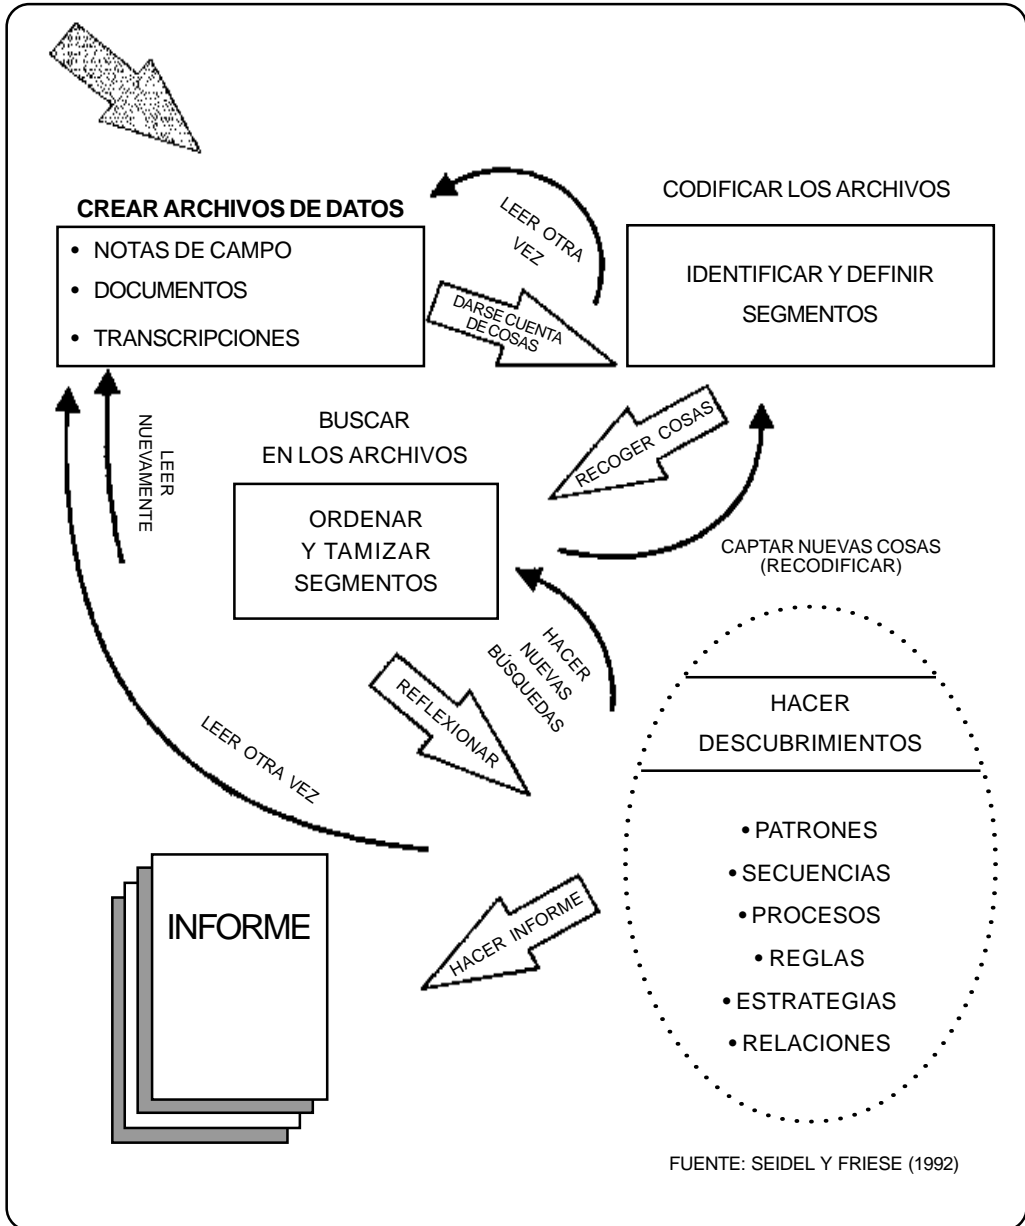 CREAR ARCHIVOS DE DATOS
• NOTAS DE CAMPO
• DOCUMENTOS
• TRANSCRIPCIONES
LEER OTRA
VEZ
DARSE CUENTA
DE COSAS
CODIFICAR LOS ARCHIVOS
IDENTIFICAR Y DEFINIR
SEGMENTOS
LEER
NUEVAMENTE
BUSCAR
EN LOS ARCHIVOS
ORDENAR
Y TAMIZAR
SEGMENTOS
RECOGER COSAS
CAPTAR NUEVAS COSAS
(RECODIFICAR)
HACER
NUEVAS
BÚSQUEDAS
REFLEXIONAR
LEER OTRA VEZ
HACER
DESCUBRIMIENTOS
• PATRONES
• SECUENCIAS
• PROCESOS
• REGLAS
• ESTRATEGIAS
• RELACIONES
HACER INFORME
INFORME
FUENTE: SEIDEL Y FRIESE (1992)